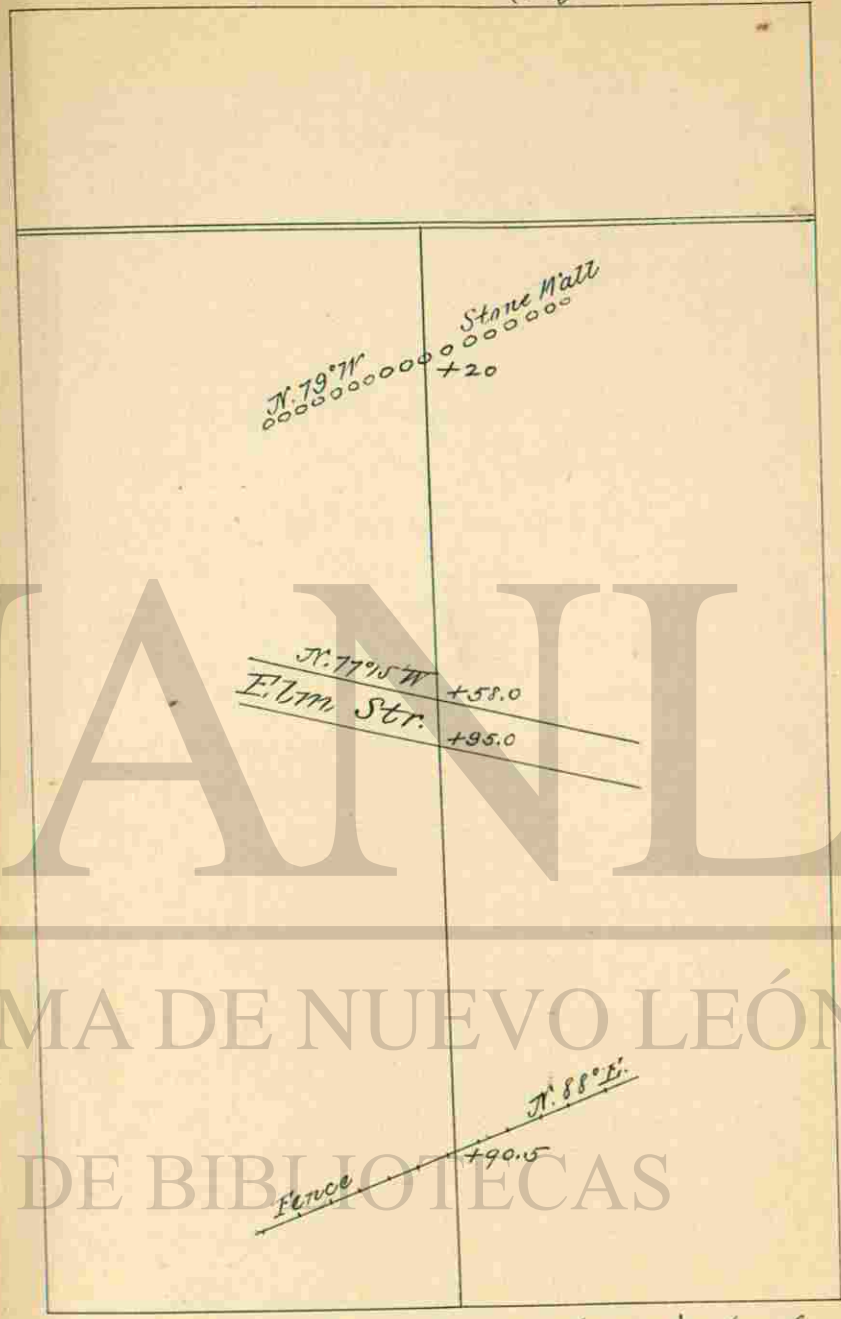 Stone Wall
N. 79° W
+20
N. 77° 15 W
+58.0
Elm Str.
+95.0
N. 88° E.
+90.5
Fence
ANL
MA DE NUEVO LEÓN
DE BIBLIOTECAS